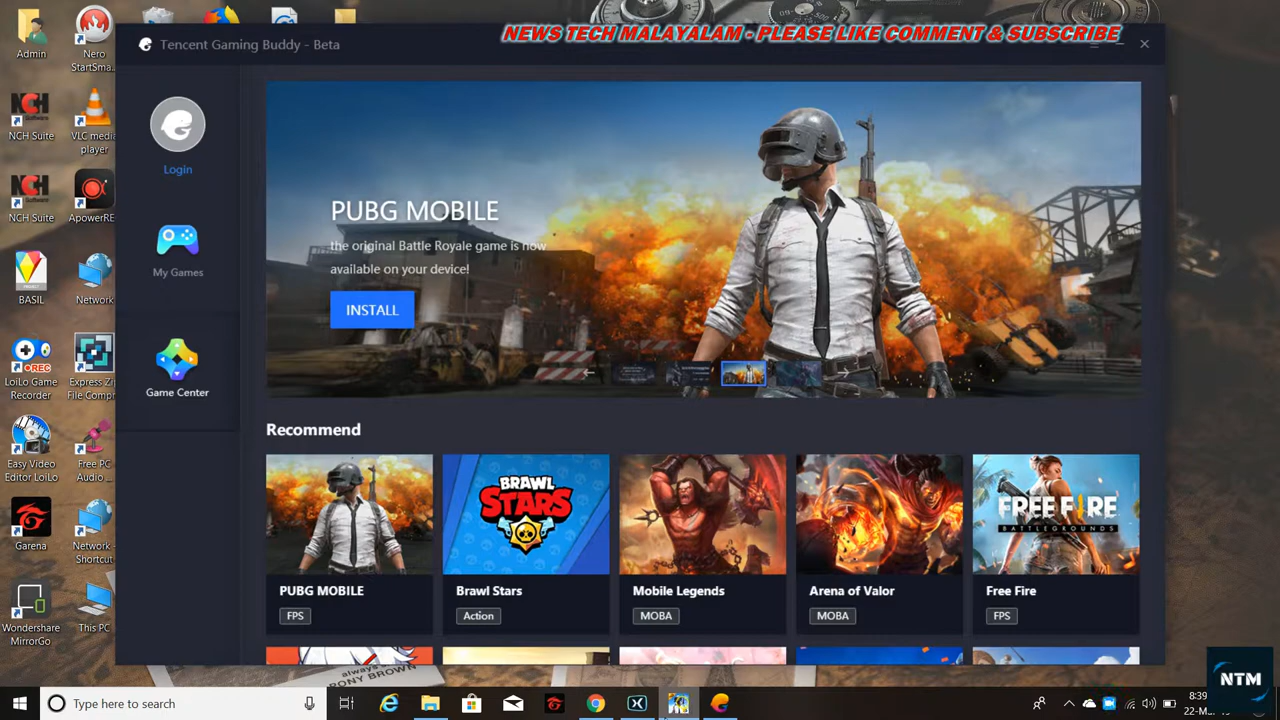 NEWS TECH MALAYALAM - PLEASE LIKE COMMENT & SUBSCRIBE
Tencent Gaming Buddy - Beta
Admin
Nero
StartSma...
NCH Suite
VLC media
player
NCH Suite
ApowerRE
BASIL
Network
LoiLo Game
Recorder
Express Zi
File Compr
Easy Video
Editor LoiLo
Free PC
Audio
Garena
Network -
Shortcut
Wondershare
MirrorGo
This PC
Login
My Games
Game Center
PUBG MOBILE
the original Battle Royale game is now
available on your device!
INSTALL
Recommend
BRAWL
STARS
FREE FIRE
BATTLEGROUNDS
PUBG MOBILE
Brawl Stars
Mobile Legends
Arena of Valor
Free Fire
FPS
Action
MOBA
MOBA
FPS
always
NTM
Type here to search
8:39